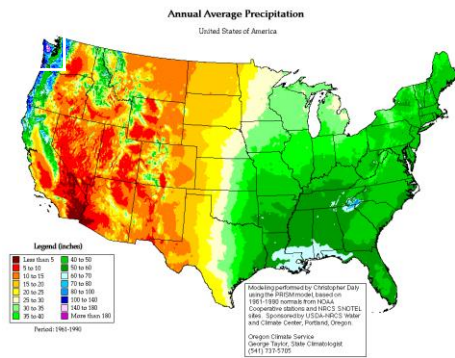 Annual Average Precipitation
United States of America
Legend (inches)
Less than 5
5 to 10
10 to 15
15 to 20
20 to 25
25 to 30
30 to 35
35 to 40
40 to 50
50 to 60
60 to 70
70 to 80
80 to 100
100 to 140
140 to 180
More than 180
Period: 1961-1990
Modeling performed by Christopher Daly
using the PRISM model, based on
1961-1990 normals from NOAA
Cooperative stations and NRCS SNOTEL
sites. Sponsored by USDA-NRCS Water
and Climate Center, Portland, Oregon.
Oregon Climate Service
George Taylor, State Climatologist
(541) 737-5705